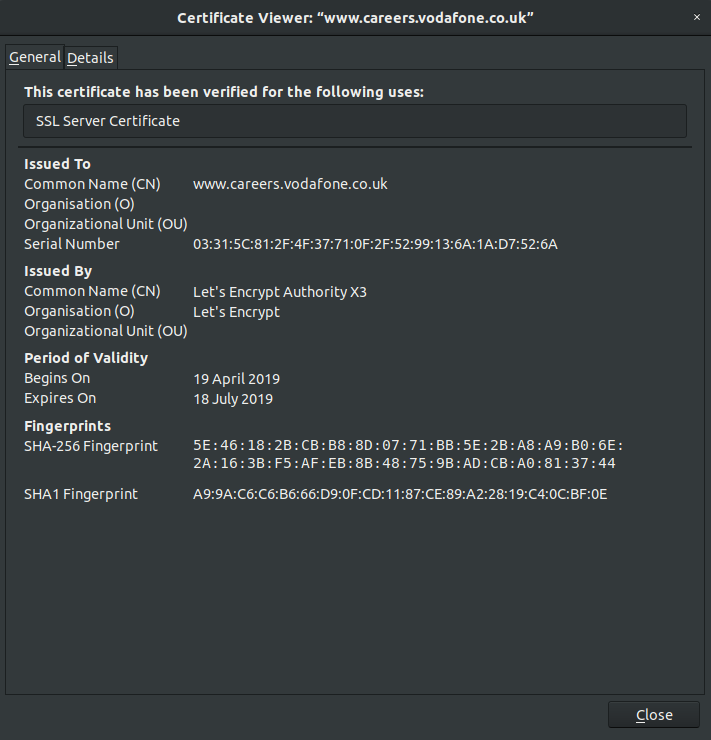 Certificate Viewer: “www.careers.vodafone.co.uk”
×
General Details
This certificate has been verified for the following uses:
SSL Server Certificate
Issued To
Common Name (CN) www.careers.vodafone.co.uk
Organisation (O)
Organizational Unit (OU)
Serial Number 03:31:5C:81:2F:4F:37:71:0F:2F:52:99:13:6A:1A:D7:52:6A
Issued By
Common Name (CN) Let's Encrypt Authority X3
Organisation (O) Let's Encrypt
Organizational Unit (OU)
Period of Validity
Begins On 19 April 2019
Expires On 18 July 2019
Fingerprints
SHA-256 Fingerprint 5E:46:18:2B:CB:B8:8D:07:71:BB:5E:2B:A8:A9:B0:6E:
2A:16:3B:F5:AF:EB:8B:48:75:9B:AD:CB:A0:81:37:44
SHA1 Fingerprint A9:9A:C6:C6:B6:66:D9:0F:CD:11:87:CE:89:A2:28:19:C4:0C:BF:0E
Close